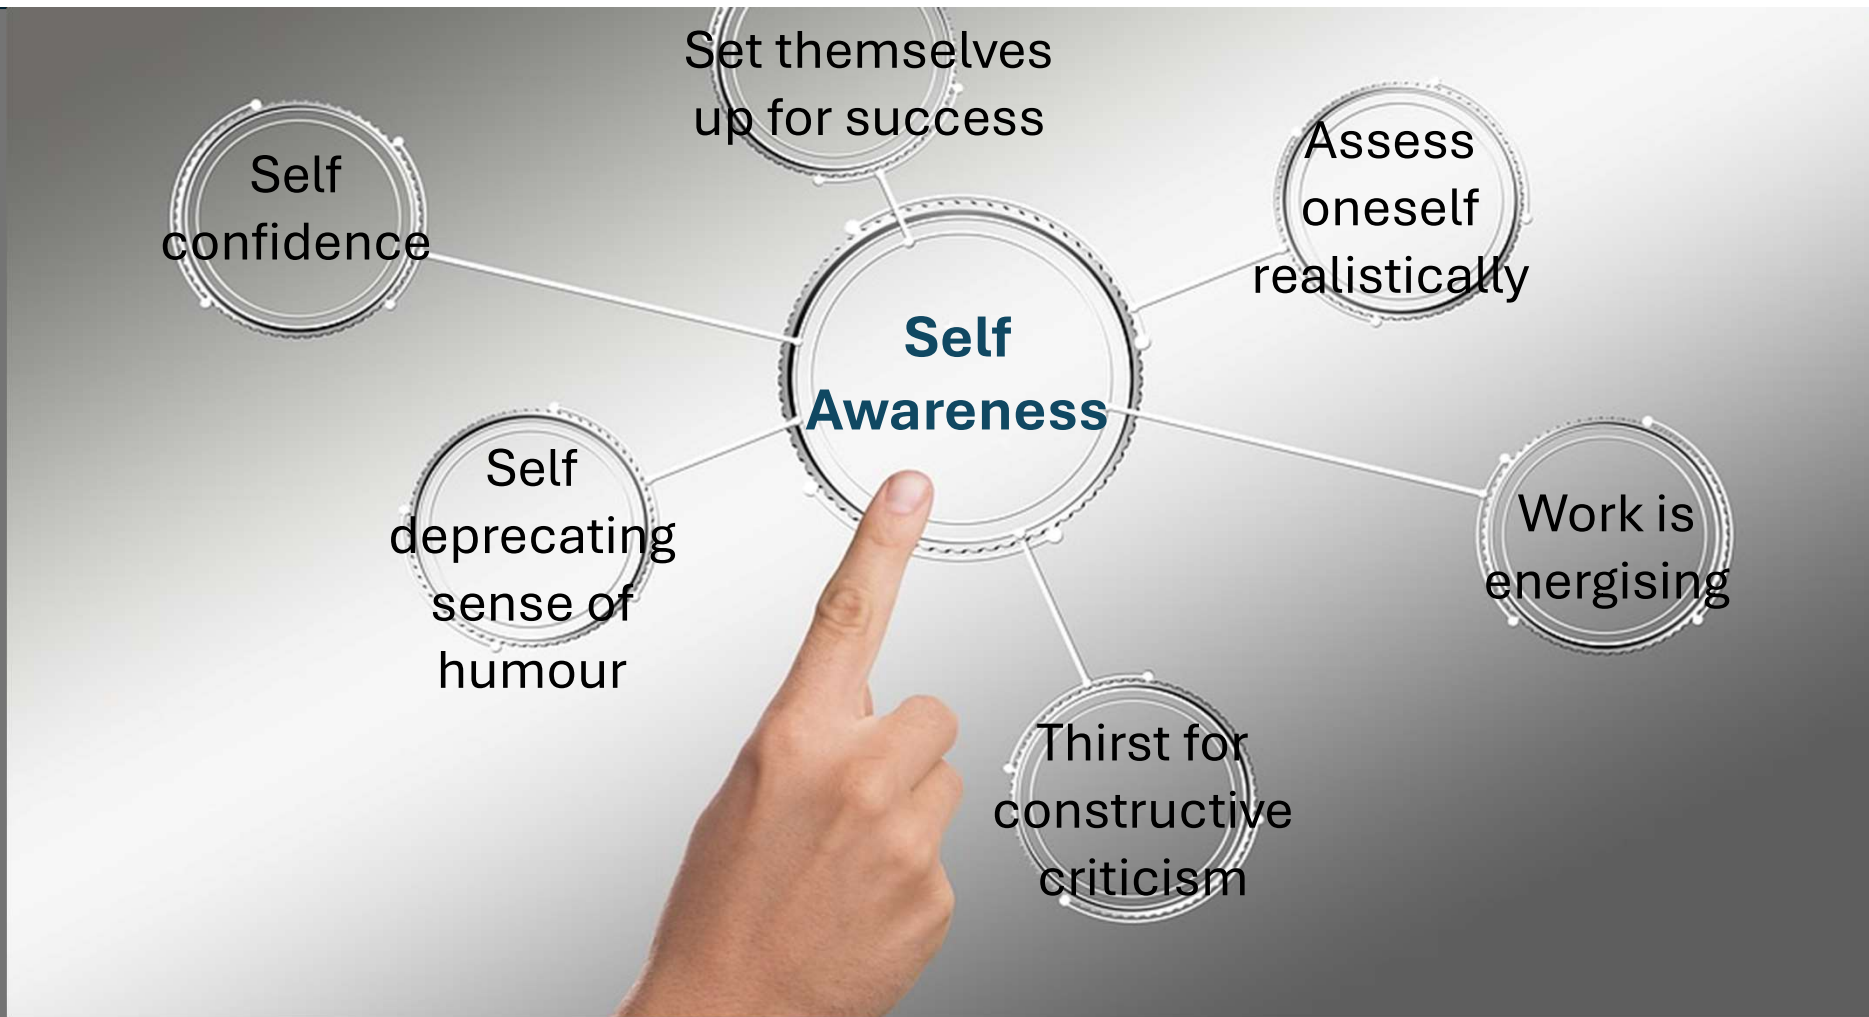 Set themselves
up for success
Self
confidence
Assess
oneself
realistically
Self
Awareness
Self
deprecating
sense of
humour
Work is
energising
Thirst for
constructive
criticism